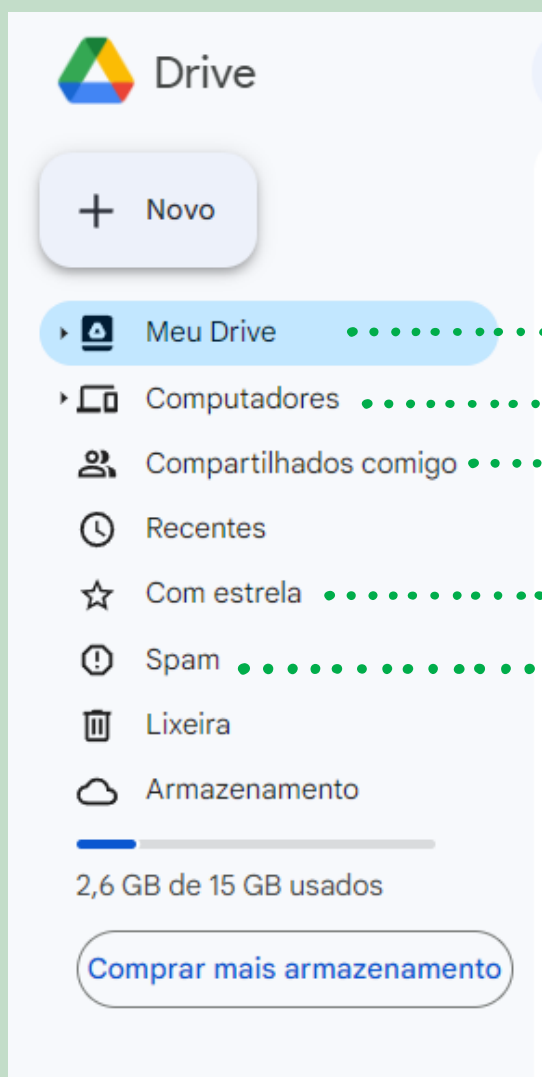 Drive
Novo
Meu Drive
Computadores
Compartilhados comigo
Recentes
Com estrela
Spam
Lixeira
Armazenamento
2,6 GB de 15 GB usados
Comprar mais armazenamento